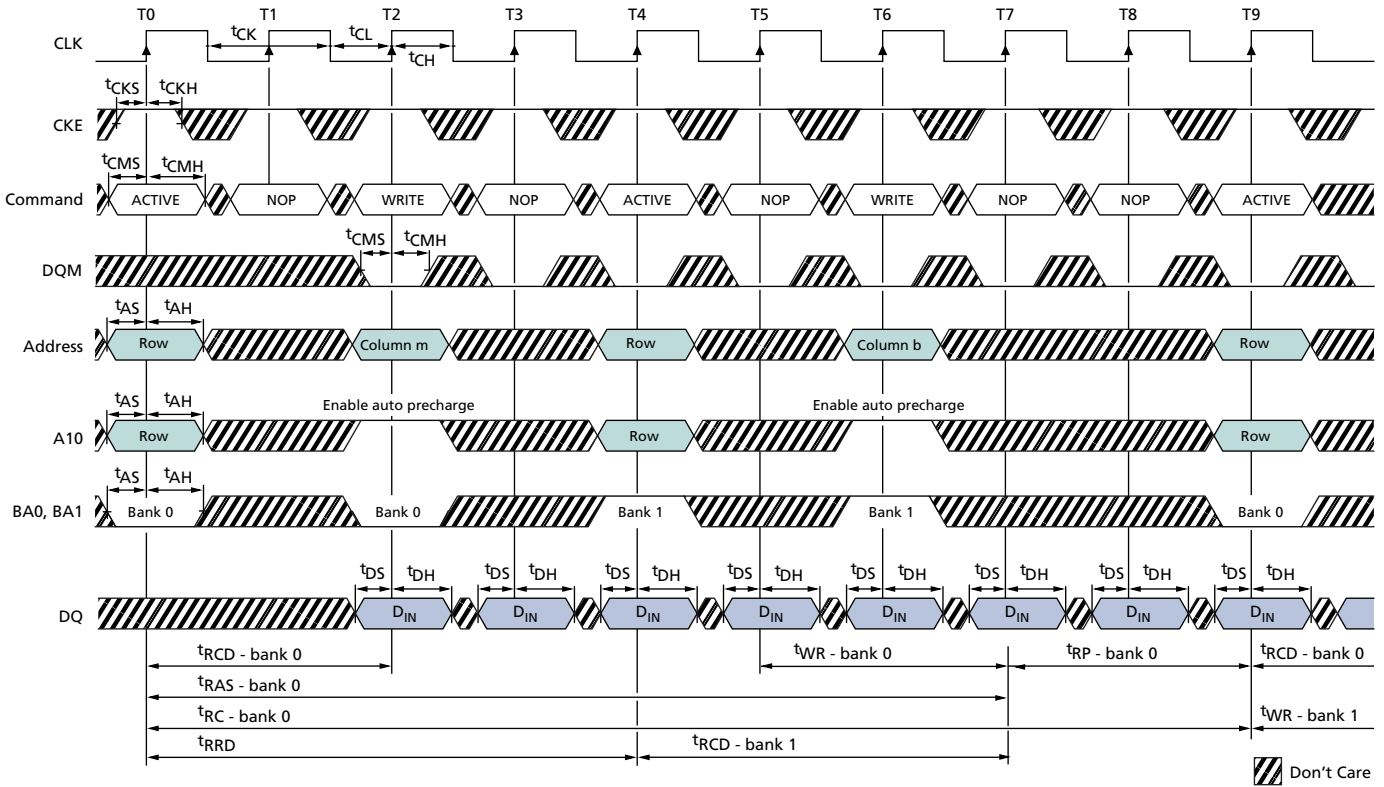 T0 T1 T2 T3 T4 T5 T6 T7 T8 T9
CLK tCK tCL tCH
tCKS tCKH
CKE
tCMS tCMH
Command ACTIVE NOP WRITE NOP ACTIVE NOP WRITE NOP NOP ACTIVE
tCMS tCMH
DQM
tAS tAH
Address Row Column m Row Column b Row
tAS tAH Enable auto precharge Enable auto precharge
A10 Row Row Row
tAS tAH
BA0, BA1 Bank 0 Bank 0 Bank 1 Bank 1 Bank 0
tDS tDH tDS tDH tDS tDH tDS tDH tDS tDH tDS tDH tDS tDH tDS tDH
DQ DIN DIN DIN DIN DIN DIN DIN DIN
tRCD - bank 0 tWR - bank 0 tRP - bank 0 tRCD - bank 0
tRAS - bank 0
tRC - bank 0 tWR - bank 1
tRRD tRCD - bank 1
Don't Care